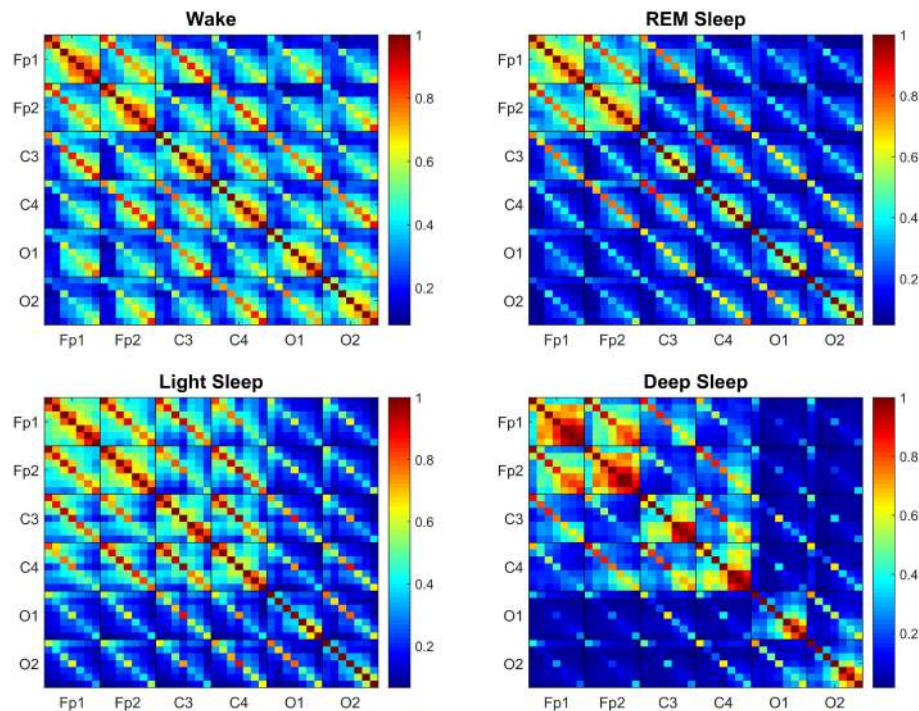 Wake
Fp1
Fp2
C3
C4
O1
O2
Fp1 Fp2 C3 C4 O1 O2
1
0.8
0.6
0.4
0.2
REM Sleep
Fp1
Fp2
C3
C4
O1
O2
Fp1 Fp2 C3 C4 O1 O2
1
0.8
0.6
0.4
0.2
Light Sleep
Fp1
Fp2
C3
C4
O1
O2
Fp1 Fp2 C3 C4 O1 O2
1
0.8
0.6
0.4
0.2
Deep Sleep
Fp1
Fp2
C3
C4
O1
O2
Fp1 Fp2 C3 C4 O1 O2
1
0.8
0.6
0.4
0.2